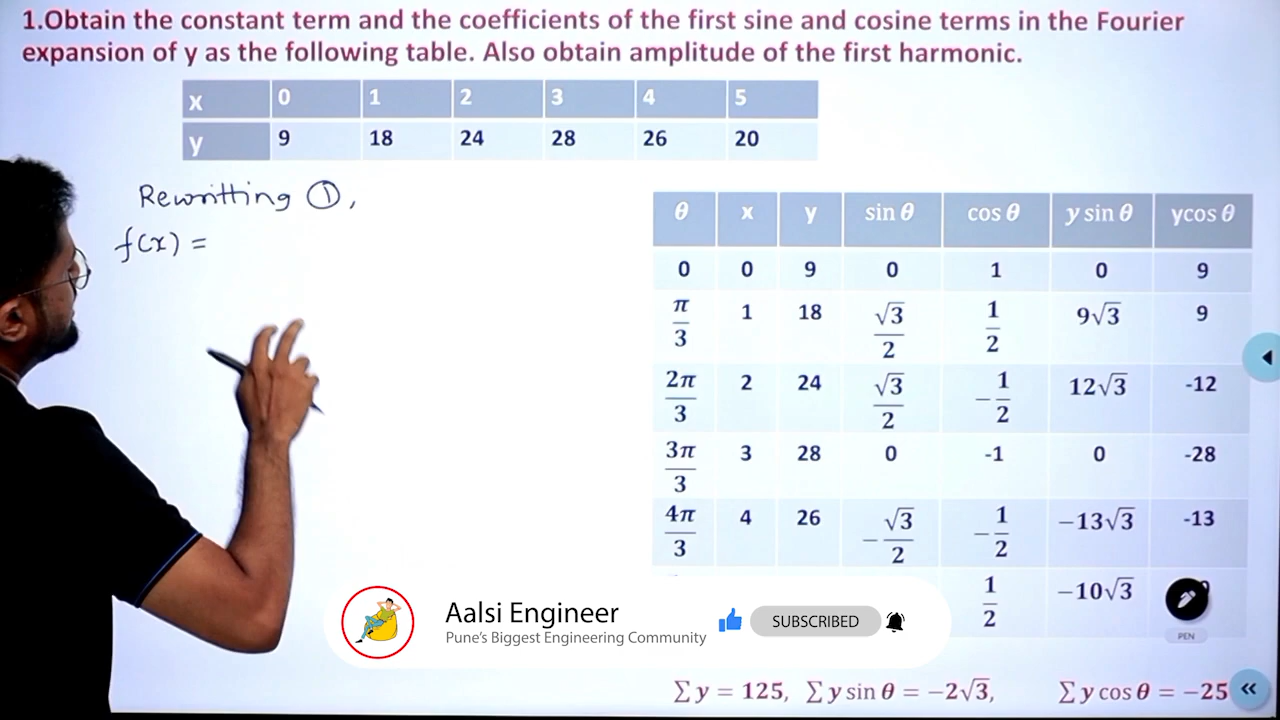 1.Obtain the constant term and the coefficients of the first sine and cosine terms in the Fourier
expansion of y as the following table. Also obtain amplitude of the first harmonic.
x 0 1 2 3 4 5
y 9 18 24 28 26 20
Rewritting ①,
f(x) =
θ x y sin θ cos θ y sin θ ycos θ
0 0 9 0 1 0 9
π/3 1 18 √3/2 1/2 9√3 9
2π/3 2 24 √3/2 −1/2 12√3 -12
3π/3 3 28 0 -1 0 -28
4π/3 4 26 −√3/2 −1/2 −13√3 -13
1/2 −10√3
Aalsi Engineer
Pune's Biggest Engineering Community
SUBSCRIBED
PEN
∑ y = 125, ∑ y sin θ = −2√3, ∑ y cos θ = −25